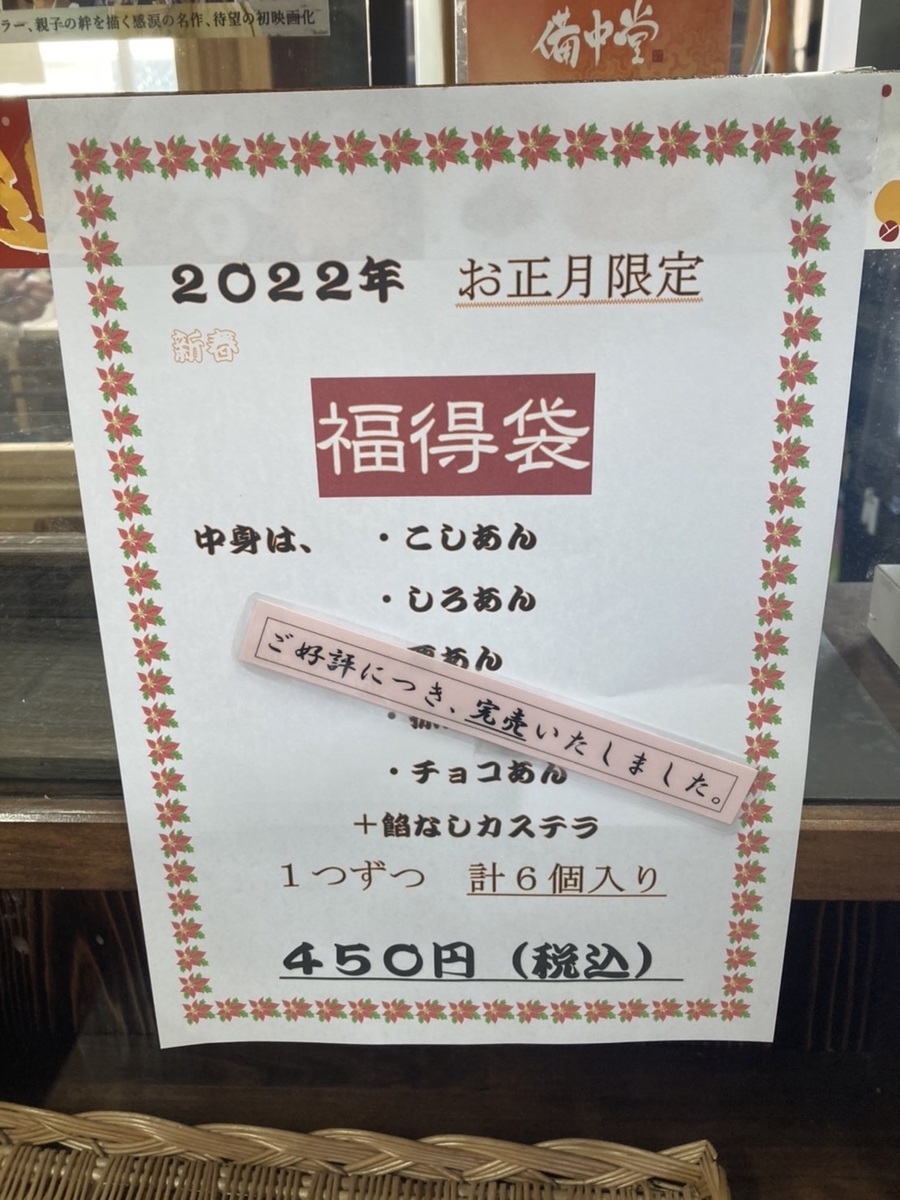 ラー、親子の絆を描く感涙の名作、待望の初映画化
備中堂
2022年 お正月限定
新春
福得袋
中身は、 ・こしあん
・しろあん
あん
ご好評につき、完売いたしました。
・チョコあん
＋餡なしカステラ
１つずつ 計６個入り
450円（税込）